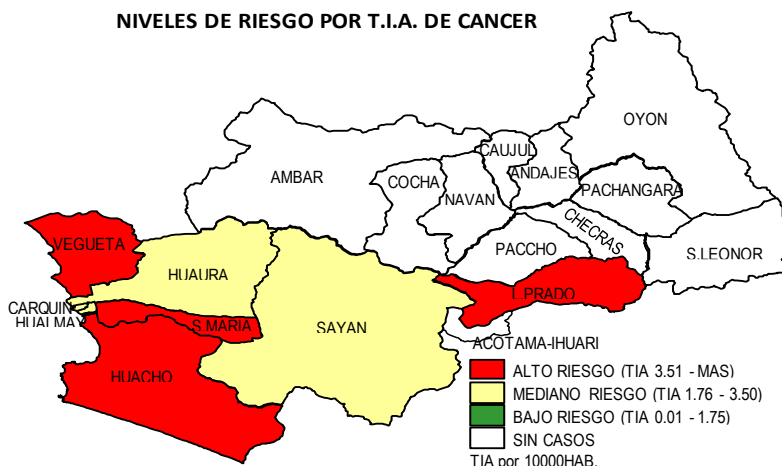 NIVELES DE RIESGO POR T.I.A. DE CANCER
OYON
CAUJUL
ANDAJES
AMBAR
COCHA
NAVAN
PACHANGARA
CHECRAS
VEGUETA
PACCHO
S.LEONOR
HUAURA
L.PRADO
CARQUIN
HUALMAY
S.MARIA
SAYAN
ACOTAMA-IHUARI
HUACHO
ALTO RIESGO (TIA 3.51 - MAS)
MEDIANO RIESGO (TIA 1.76 - 3.50)
BAJO RIESGO (TIA 0.01 - 1.75)
SIN CASOS
TIA por 10000HAB.